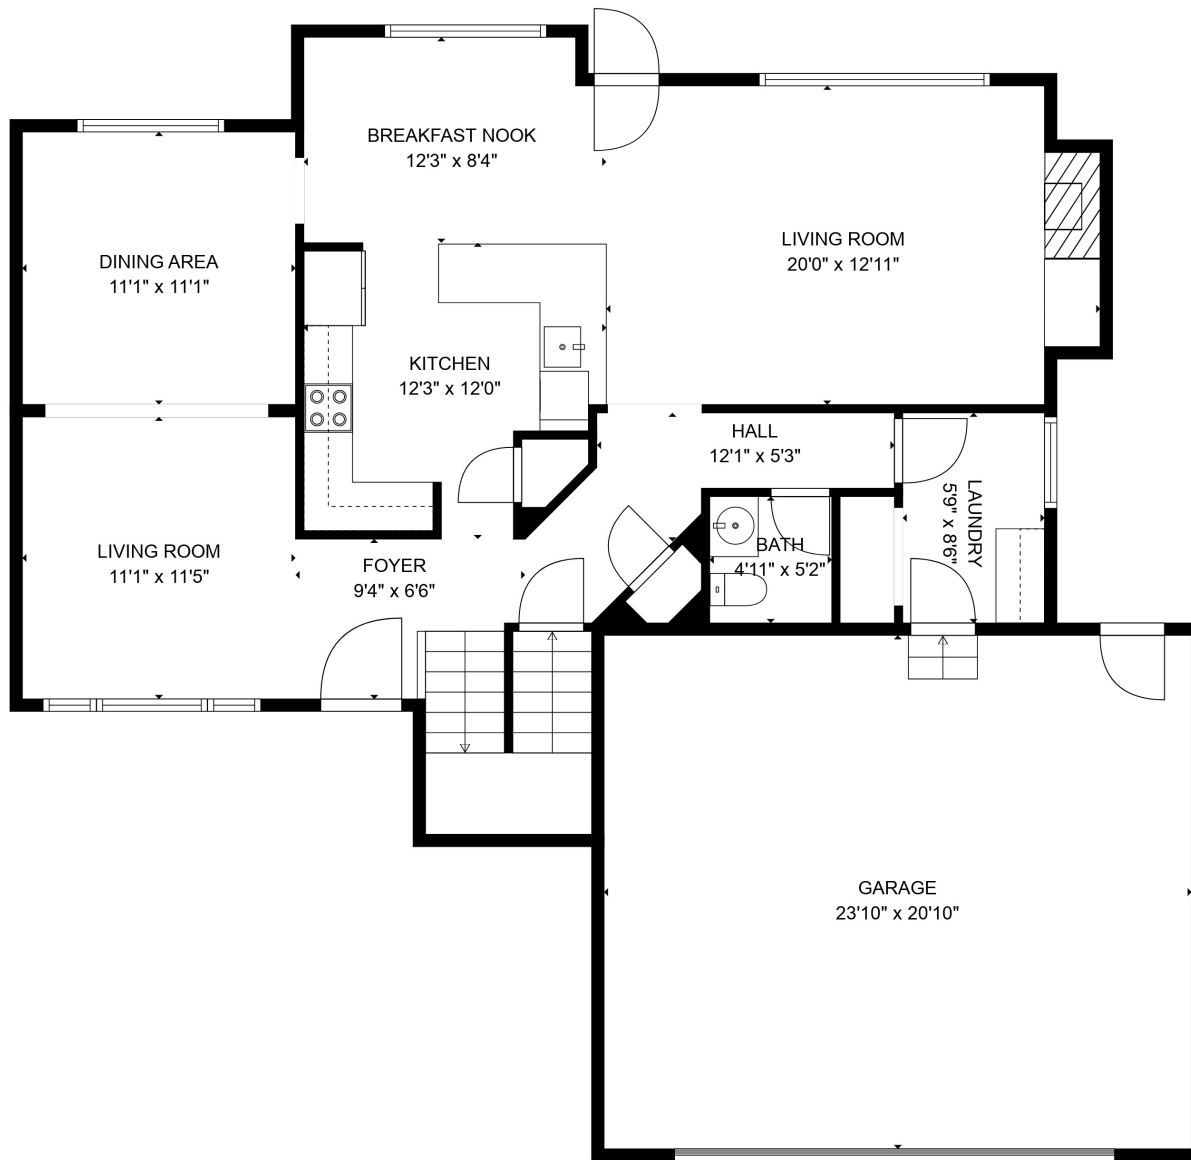 BREAKFAST NOOK
12'3" x 8'4"
LIVING ROOM
20'0" x 12'11"
DINING AREA
11'1" x 11'1"
KITCHEN
12'3" x 12'0"
HALL
12'1" x 5'3"
LAUNDRY
5'9" x 8'6"
BATH
4'11" x 5'2"
LIVING ROOM
11'1" x 11'5"
FOYER
9'4" x 6'6"
GARAGE
23'10" x 20'10"